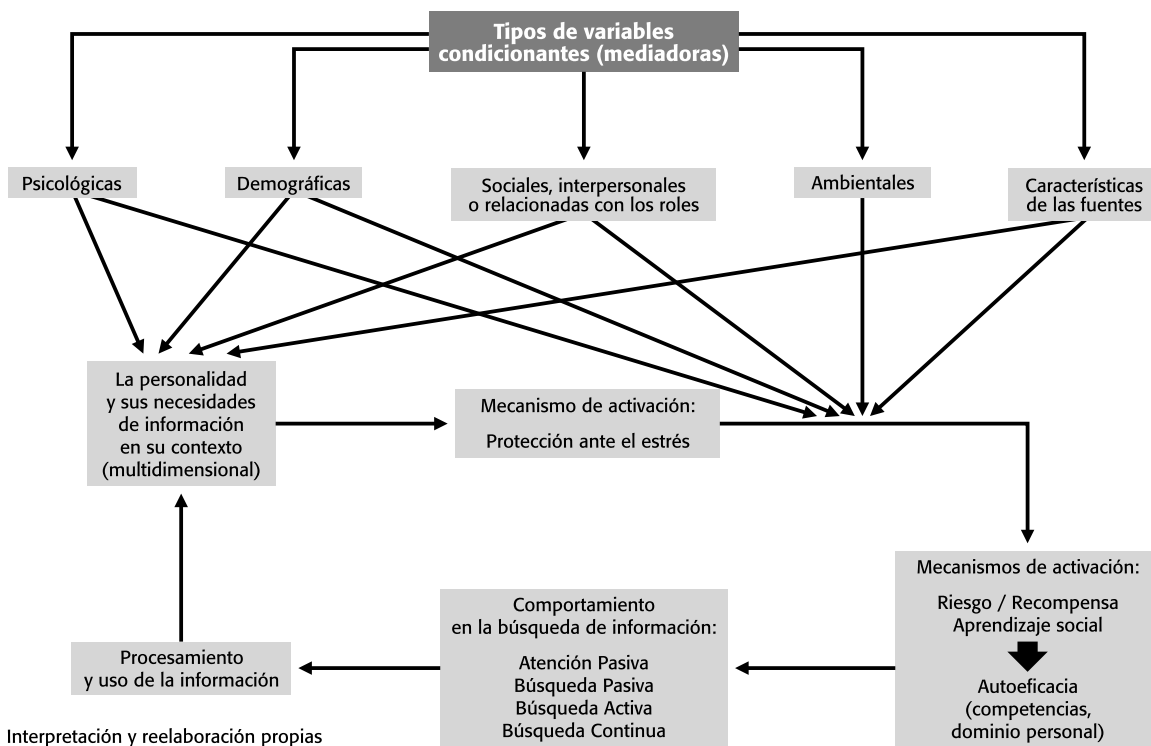 Tipos de variables
condicionantes (mediadoras)
Psicológicas
Demográficas
Sociales, interpersonales
o relacionadas con los roles
Ambientales
Características
de las fuentes
La personalidad
y sus necesidades
de información
en su contexto
(multidimensional)
Mecanismo de activación:
Protección ante el estrés
Mecanismos de activación:
Riesgo / Recompensa
Aprendizaje social
Autoeficacia
(competencias,
dominio personal)
Comportamiento
en la búsqueda de información:
Atención Pasiva
Búsqueda Pasiva
Búsqueda Activa
Búsqueda Continua
Procesamiento
y uso de la información
Interpretación y reelaboración propias